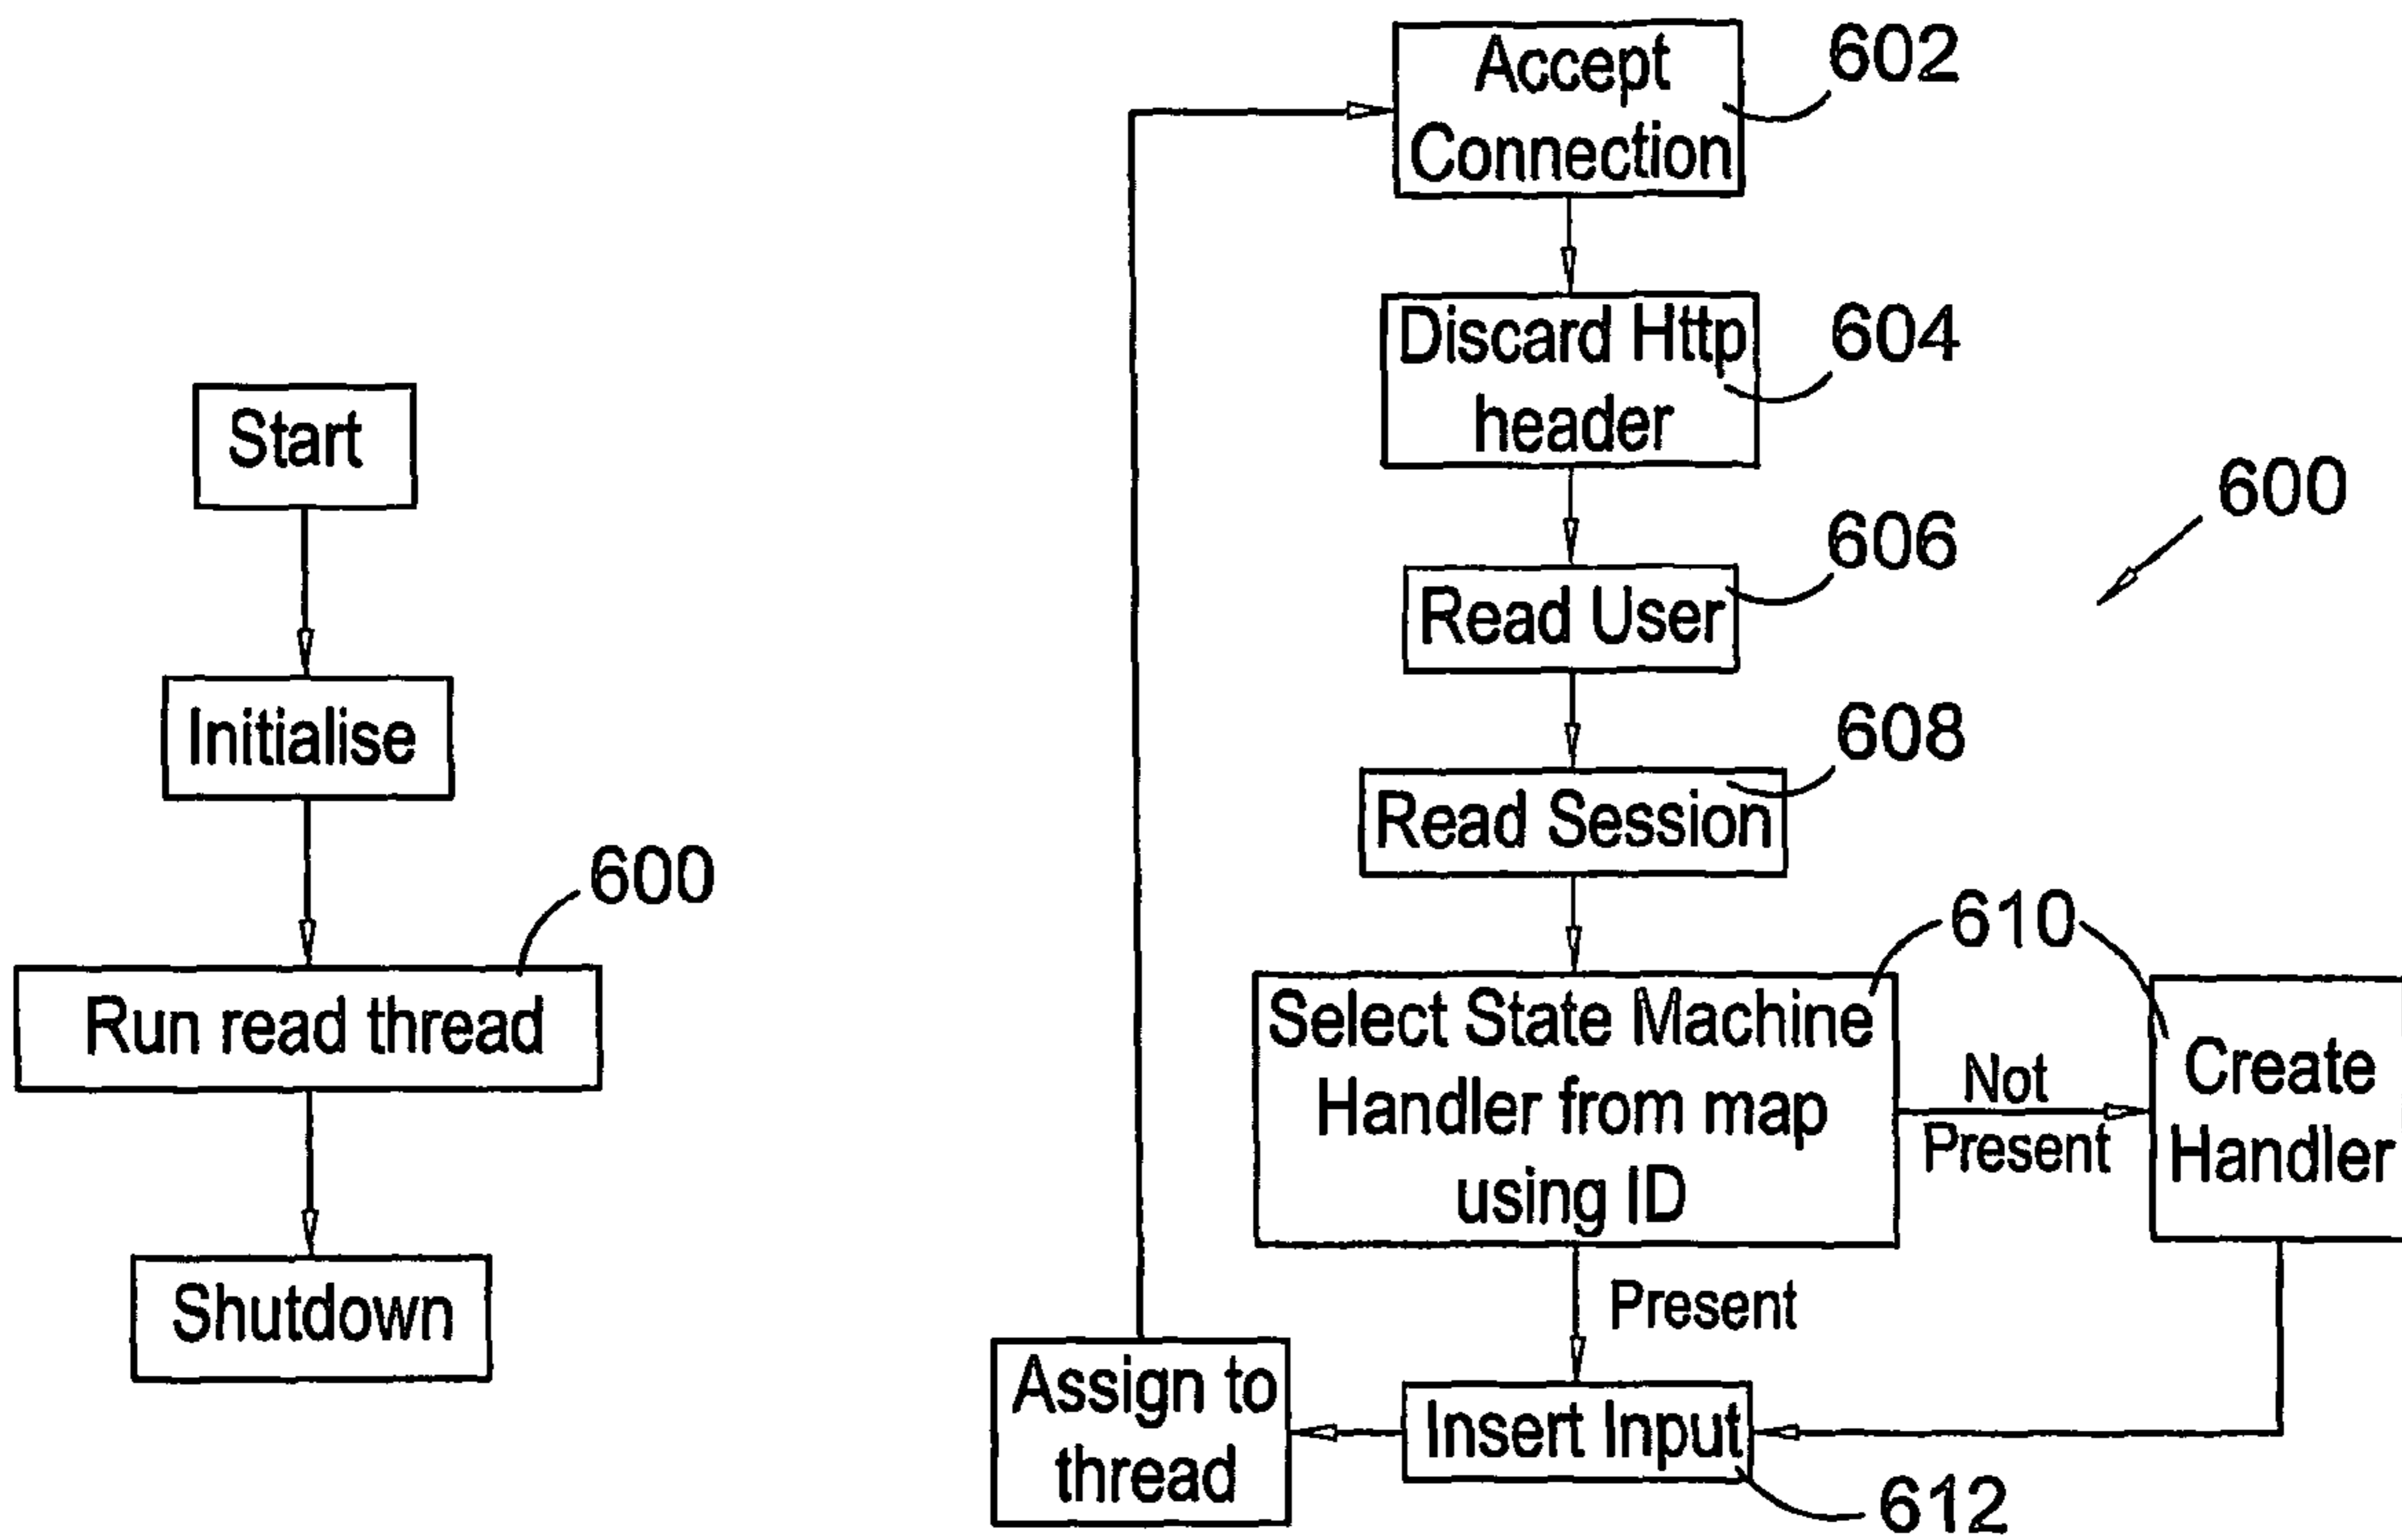 Start
Initialise
600
Run read thread
Shutdown
Accept
Connection
602
Discard Http
header
604
Read User
606
600
Read Session
608
Select State Machine
Handler from map
using ID
610
Not
Present
Create
Handler
Present
Insert Input
612
Assign to
thread